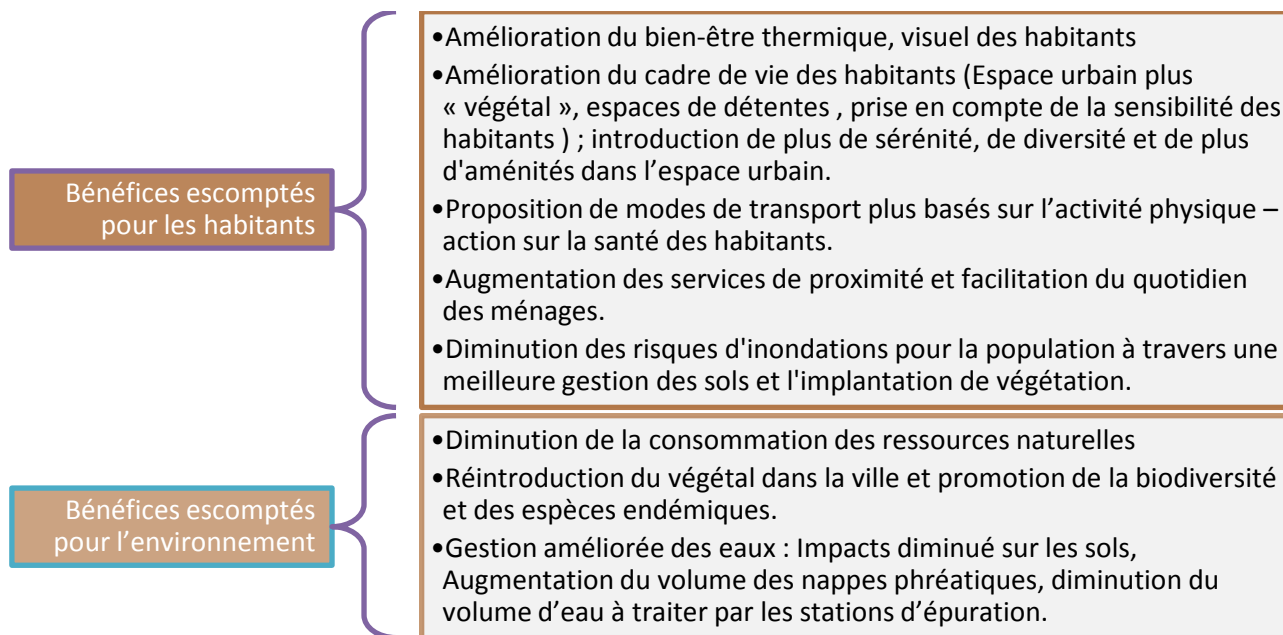 Bénéfices escomptés
pour les habitants
•Amélioration du bien-être thermique, visuel des habitants
•Amélioration du cadre de vie des habitants (Espace urbain plus
« végétal », espaces de détentes , prise en compte de la sensibilité des
habitants ) ; introduction de plus de sérénité, de diversité et de plus
d'aménités dans l’espace urbain.
•Proposition de modes de transport plus basés sur l’activité physique –
action sur la santé des habitants.
•Augmentation des services de proximité et facilitation du quotidien
des ménages.
•Diminution des risques d'inondations pour la population à travers une
meilleure gestion des sols et l'implantation de végétation.
Bénéfices escomptés
pour l’environnement
•Diminution de la consommation des ressources naturelles
•Réintroduction du végétal dans la ville et promotion de la biodiversité
et des espèces endémiques.
•Gestion améliorée des eaux : Impacts diminué sur les sols,
Augmentation du volume des nappes phréatiques, diminution du
volume d’eau à traiter par les stations d’épuration.